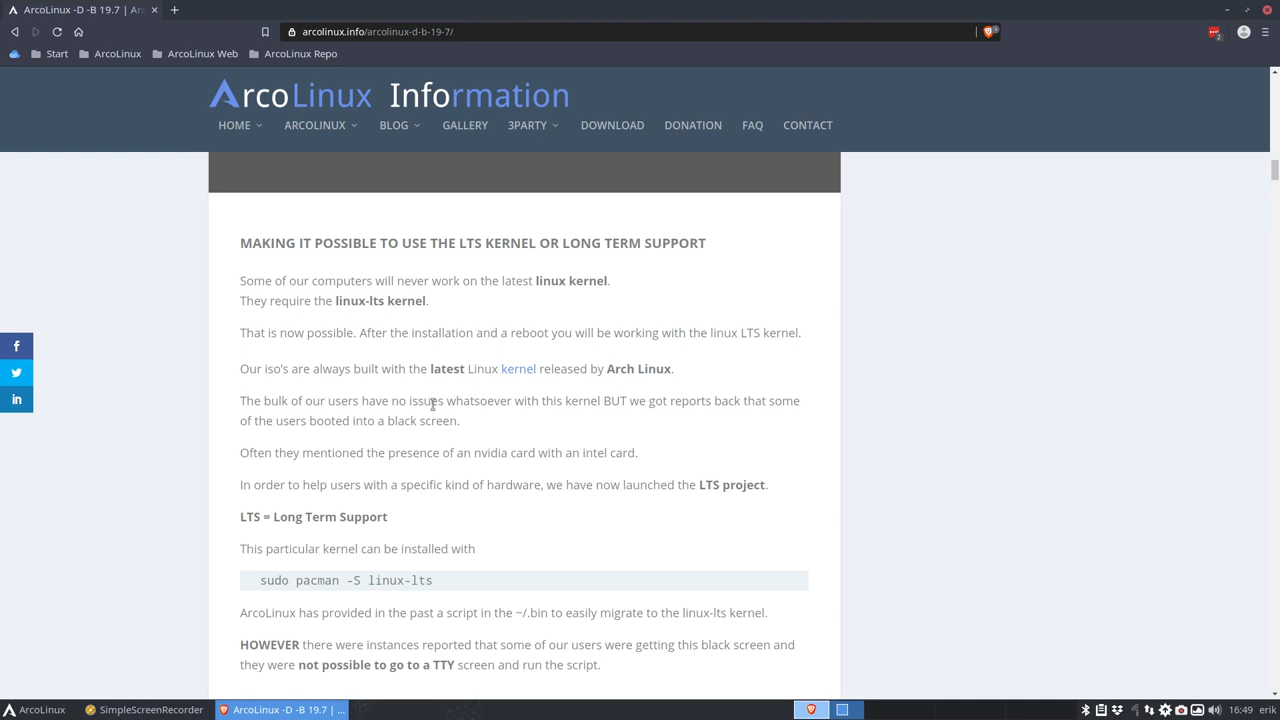 ArcoLinux -D -B 19.7 | Arc
arcolinux.info/arcolinux-d-b-19-7/
2
Start
ArcoLinux
ArcoLinux Web
ArcoLinux Repo
ArcoLinux Information
HOME
ARCOLINUX
BLOG
GALLERY
3PARTY
DOWNLOAD
DONATION
FAQ
CONTACT
MAKING IT POSSIBLE TO USE THE LTS KERNEL OR LONG TERM SUPPORT
Some of our computers will never work on the latest linux kernel.
They require the linux-lts kernel.
That is now possible. After the installation and a reboot you will be working with the linux LTS kernel.
Our iso’s are always built with the latest Linux kernel released by Arch Linux.
The bulk of our users have no issues whatsoever with this kernel BUT we got reports back that some
of the users booted into a black screen.
Often they mentioned the presence of an nvidia card with an intel card.
In order to help users with a specific kind of hardware, we have now launched the LTS project.
LTS = Long Term Support
This particular kernel can be installed with
sudo pacman -S linux-lts
ArcoLinux has provided in the past a script in the ~/.bin to easily migrate to the linux-lts kernel.
HOWEVER there were instances reported that some of our users were getting this black screen and
they were not possible to go to a TTY screen and run the script.
f
in
ArcoLinux
SimpleScreenRecorder
ArcoLinux -D -B 19.7 | ...
16:49
erik